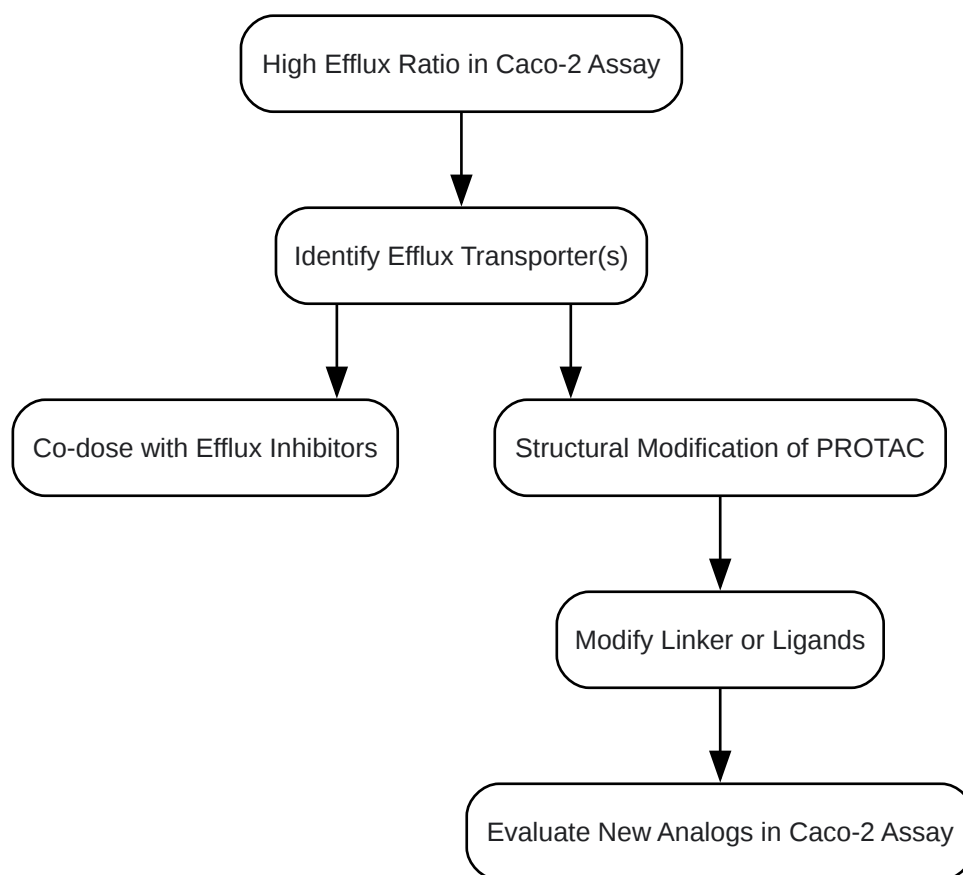 High Efflux Ratio in Caco-2 Assay
Identify Efflux Transporter(s)
Co-dose with Efflux Inhibitors
Structural Modification of PROTAC
Modify Linker or Ligands
Evaluate New Analogs in Caco-2 Assay